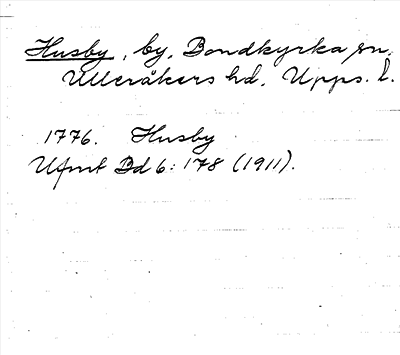 Husby, by, Bondkyrka sn.
Ulleråkers hd. Upps. l.
1776. Husby
Ufmt Bd 6: 178 (1911).